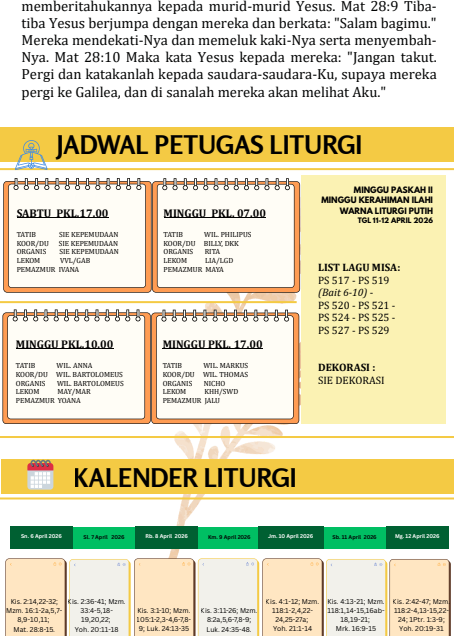 memberitahukannya kepada murid-murid Yesus. Mat 28:9 Tiba-
tiba Yesus berjumpa dengan mereka dan berkata: "Salam bagimu."
Mereka mendekati-Nya dan memeluk kaki-Nya serta menyembah-
Nya. Mat 28:10 Maka kata Yesus kepada mereka: "Jangan takut.
Pergi dan katakanlah kepada saudara-saudara-Ku, supaya mereka
pergi ke Galilea, dan di sanalah mereka akan melihat Aku."
JADWAL PETUGAS LITURGI
SABTU PKL.17.00
TATIB SIE KEPEMUDAAN
KOOR/DU SIE KEPEMUDAAN
ORGANIS SIE KEPEMUDAAN
LEKOM VVL/GAB
PEMAZMUR IVANA
MINGGU PKL. 07.00
TATIB WIL. PHILIPUS
KOOR/DU BILLY, DKK
ORGANIS RITA
LEKOM LIA/LGD
PEMAZMUR MAYA
MINGGU PKL.10.00
TATIB WIL. ANNA
KOOR/DU WIL. BARTOLOMEUS
ORGANIS WIL. BARTOLOMEUS
LEKOM MAY/MAR
PEMAZMUR YOANA
MINGGU PKL. 17.00
TATIB WIL. MARKUS
KOOR/DU WIL. THOMAS
ORGANIS NICHO
LEKOM KHH/SWD
PEMAZMUR JALU
MINGGU PASKAH II
MINGGU KERAHIMAN ILAHI
WARNA LITURGI PUTIH
TGL 11-12 APRIL 2026
LIST LAGU MISA:
PS 517 - PS 519
(Bait 6-10) -
PS 520 - PS 521 -
PS 524 - PS 525 -
PS 527 - PS 529
DEKORASI :
SIE DEKORASI
KALENDER LITURGI
Sn. 6 April 2026
Sl, 7 April 2026
Rb. 8 April 2026
Km. 9 April 2026
Jm. 10 April 2026
Sb. 11 April 2026
Mg. 12 April 2026
Kis. 2:14,22-32;
Mzm. 16:1-2a,5,7-
8,9-10,11;
Mat. 28:8-15.
Kis. 2:36-41; Mzm.
33:4-5,18-
19,20,22;
Yoh. 20:11-18
Kis. 3:1-10; Mzm.
105:1-2,3-4,6-7,8-
9; Luk. 24:13-35
Kis. 3:11-26; Mzm.
8:2a,5,6-7,8-9;
Luk. 24:35-48.
Kis. 4:1-12; Mzm.
118:1-2,4,22-
24,25-27a;
Yoh. 21:1-14
Kis. 4:13-21; Mzm.
118:1,14-15,16ab-
18,19-21;
Mrk. 16:9-15
Kis. 2:42-47; Mzm.
118:2-4,13-15,22-
24; 1Ptr. 1:3-9;
Yoh. 20:19-31